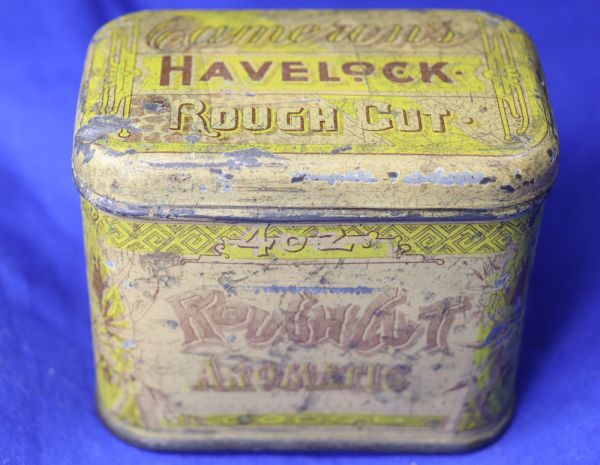 Cameron's
HAVELOCK
ROUGH CUT
4OZ.
ROUGH CUT
AROMATIC